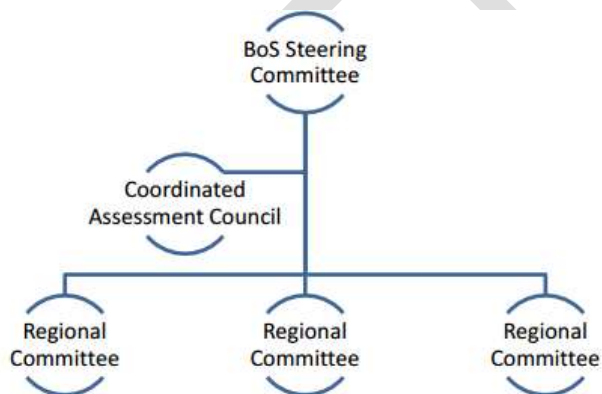 BoS Steering
Committee
Coordinated
Assessment Council
Regional
Committee
Regional
Committee
Regional
Committee